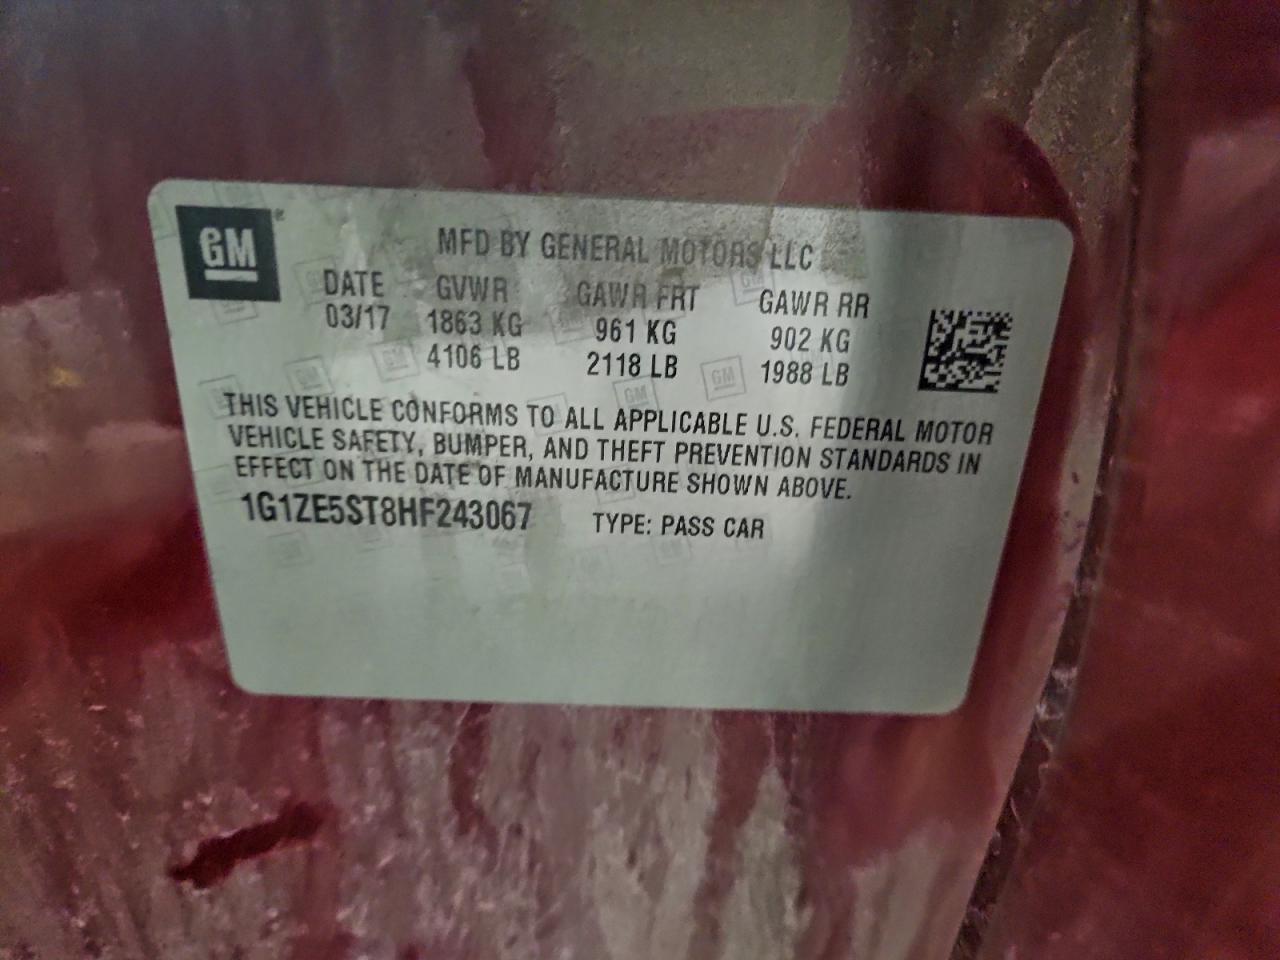 GM
MFD BY GENERAL MOTORS LLC
DATE GVWR GAWR FRT GAWR RR
03/17 1863 KG 961 KG 902 KG
4106 LB 2118 LB 1988 LB
THIS VEHICLE CONFORMS TO ALL APPLICABLE U.S. FEDERAL MOTOR
VEHICLE SAFETY, BUMPER, AND THEFT PREVENTION STANDARDS IN
EFFECT ON THE DATE OF MANUFACTURE SHOWN ABOVE.
1G1ZE5ST8HF243067 TYPE: PASS CAR